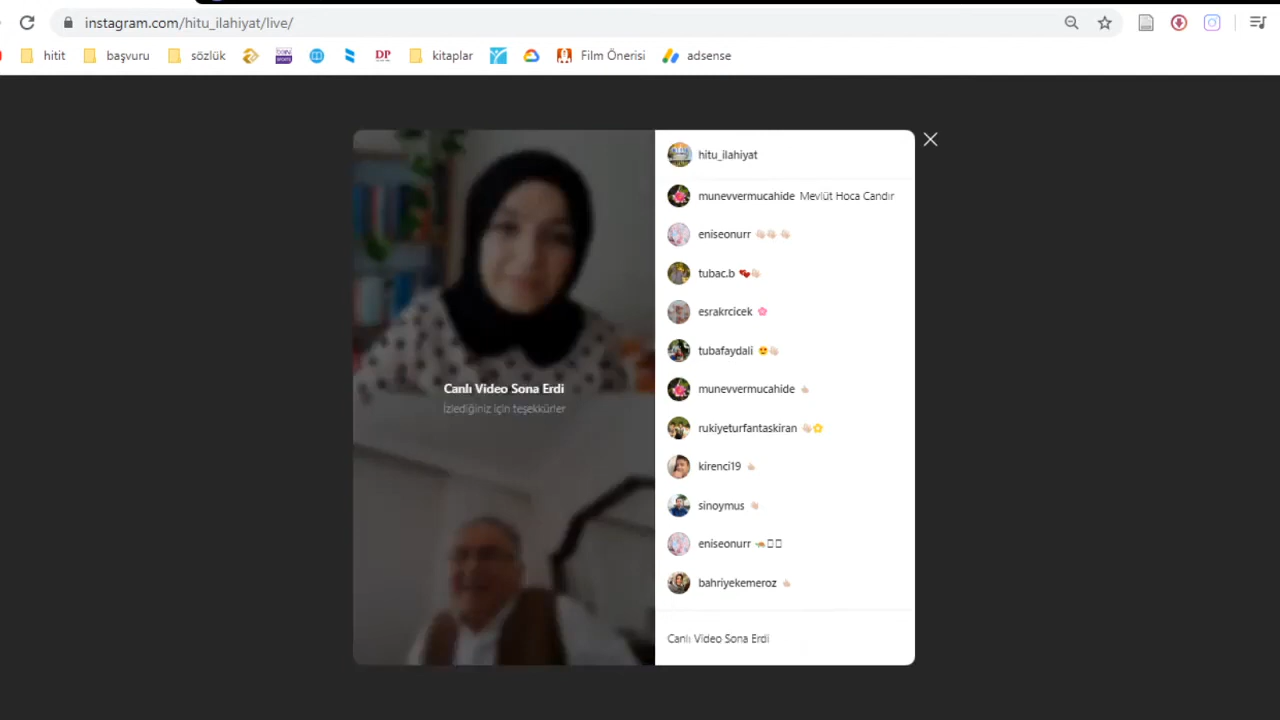 instagram.com/hitu_ilahiyat/live/
hitit başvuru sözlük beIN SPORTS DP kitaplar Film Önerisi adsense
hitu_ilahiyat
munevvermucahide Mevlüt Hoca Candır
eniseonurr 👏🏻👏🏻👏🏻
tubac.b 💕👏🏻
esrakrcicek 🌸
tubafaydali 😍👏🏻
munevvermucahide 👍🏻
rukiyeturfantaskiran 👏🏻🌼
kirenci19 👍🏻
sinoymus 👏🏻
eniseonurr
bahriyekemeroz 👍🏻
Canlı Video Sona Erdi
İzlediğiniz için teşekkürler
Canlı Video Sona Erdi